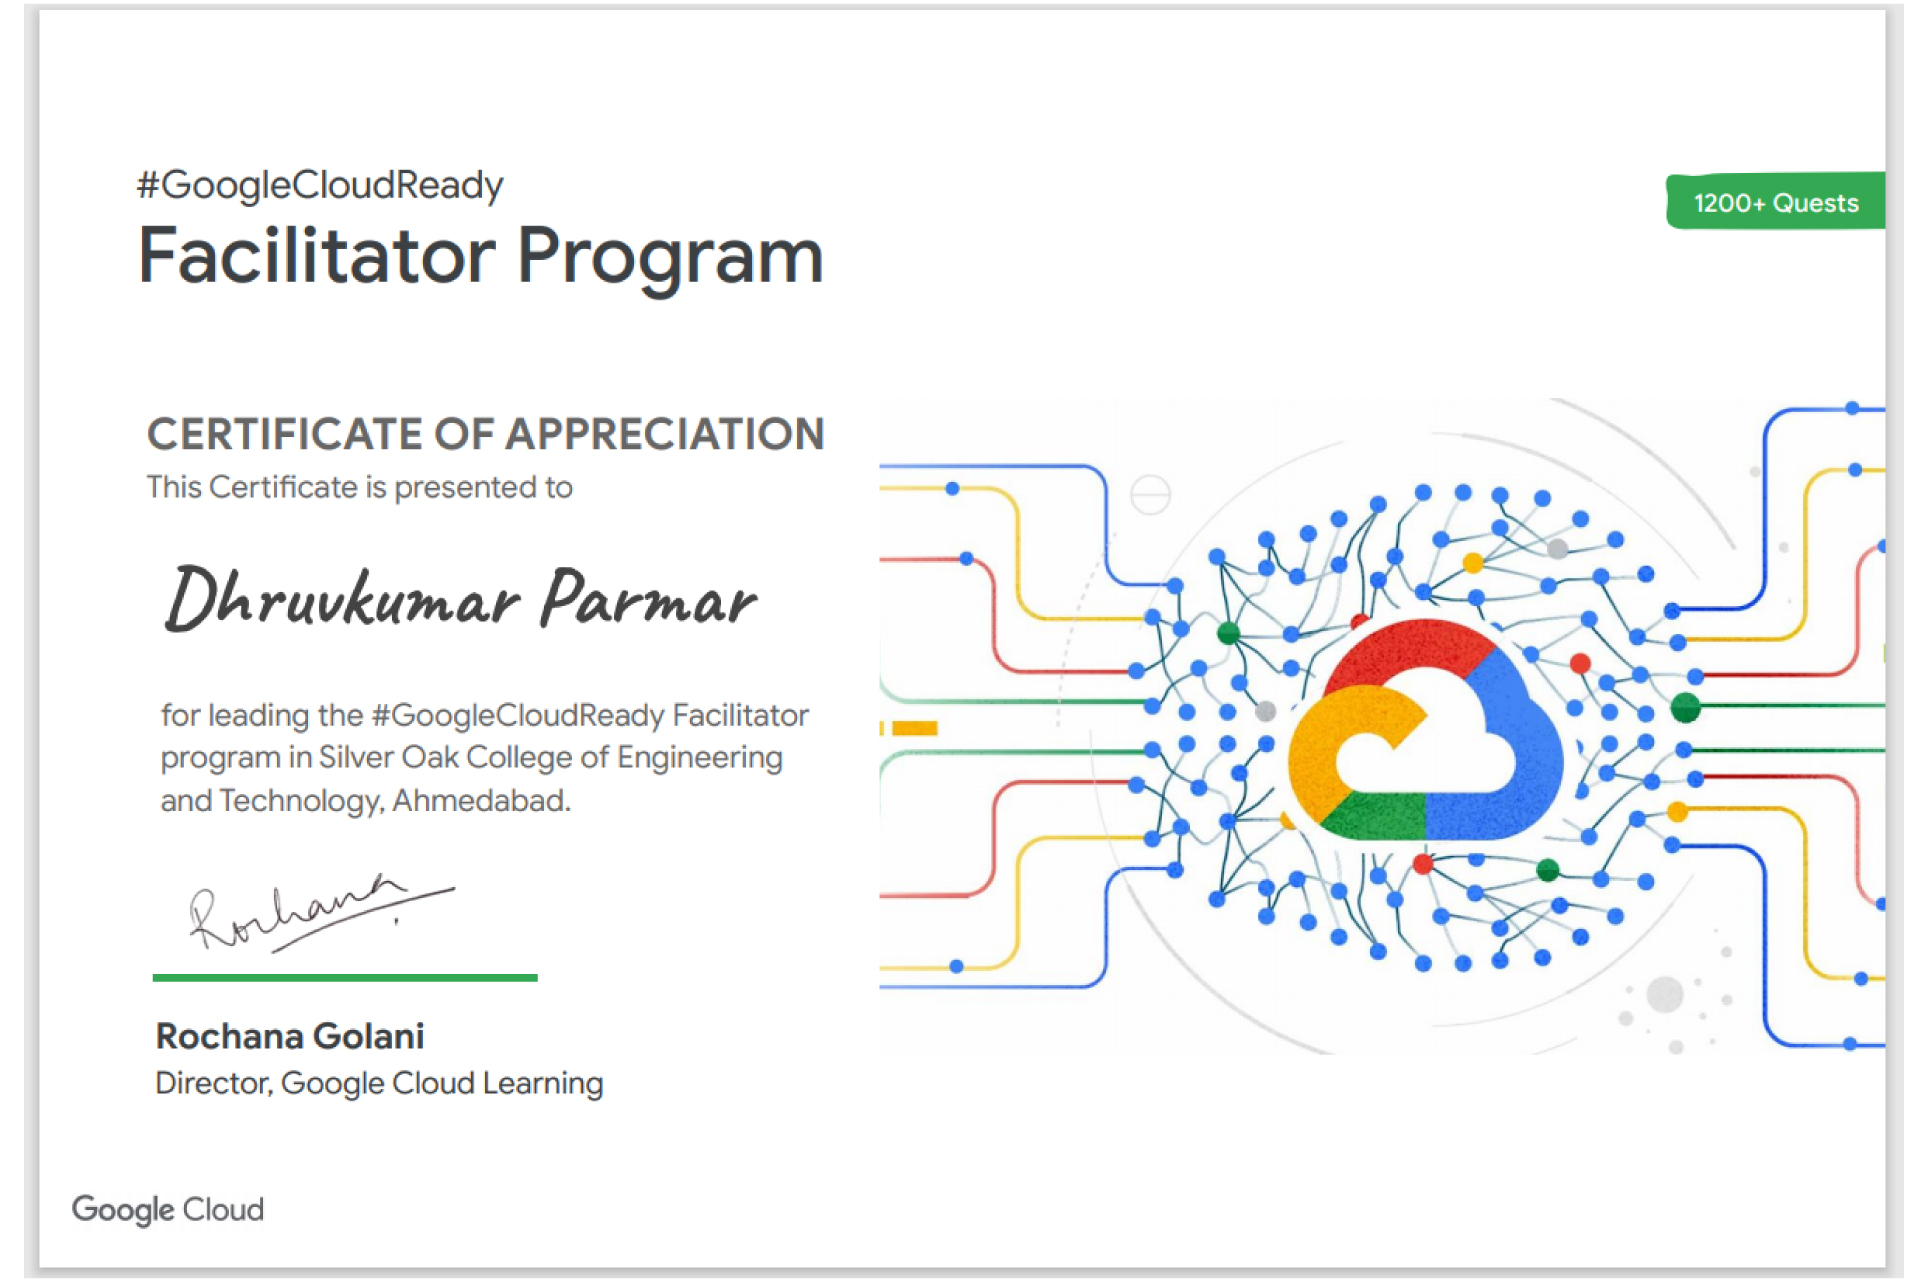 #GoogleCloudReady
Facilitator Program
1200+ Quests
CERTIFICATE OF APPRECIATION
This Certificate is presented to
Dhruvkumar Parmar
for leading the #GoogleCloudReady Facilitator
program in Silver Oak College of Engineering
and Technology, Ahmedabad.
Rochana
Rochana Golani
Director, Google Cloud Learning
Google Cloud